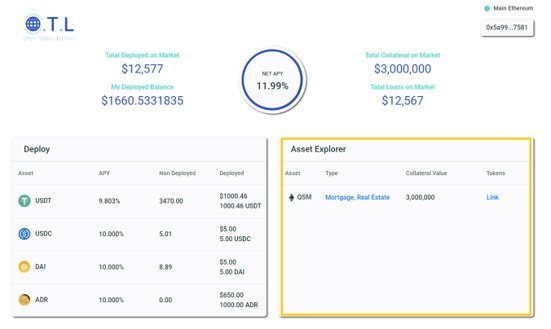 Main Ethereum
0x5a99...7581
O.T.L
OPEN TOKEN LENDING
Total Deployed on Market
$12,577
My Deployed Balance
$1660.5331835
NET APY
11.99%
Total Collateral on Market
$3,000,000
Total Loans on Market
$12,567
Deploy
Asset APY Non Deployed Deployed
USDT 9.803% 3470.00 $1000.46
1000.46 USDT
USDC 10.000% 5.01 $5.00
5.00 USDC
DAI 10.000% 8.89 $5.00
5.00 DAI
ADR 10.000% 0.00 $650.00
1000.00 ADR
Asset Explorer
Asset Type Collateral Value Tokens
QSM Mortgage, Real Estate 3,000,000 Link